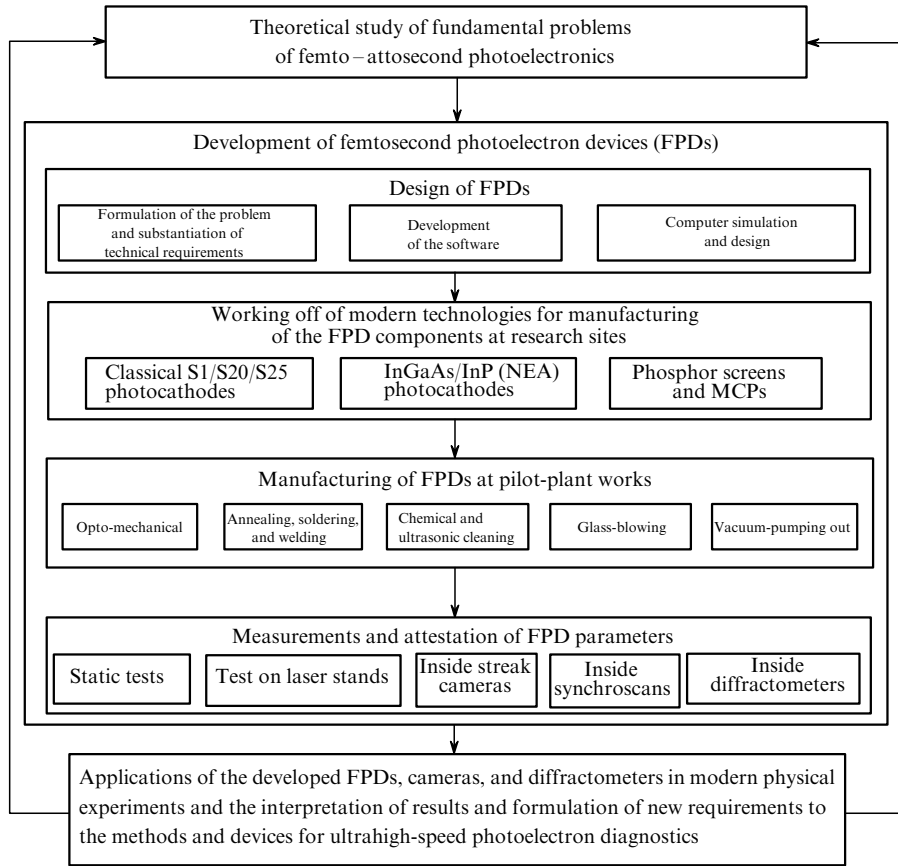 Theoretical study of fundamental problems
of femto – attosecond photoelectronics
Development of femtosecond photoelectron devices (FPDs)
Design of FPDs
Formulation of the problem
and substantiation of
technical requirements
Development
of the software
Computer simulation
and design
Working off of modern technologies for manufacturing
of the FPD components at research sites
Classical S1/S20/S25
photocathodes
InGaAs/InP (NEA)
photocathodes
Phosphor screens
and MCPs
Manufacturing of FPDs at pilot-plant works
Opto-mechanical
Annealing, soldering,
and welding
Chemical and
ultrasonic cleaning
Glass-blowing
Vacuum-pumping out
Measurements and attestation of FPD parameters
Static tests
Test on laser stands
Inside streak
cameras
Inside
synchroscans
Inside
diffractometers
Applications of the developed FPDs, cameras, and diffractometers in modern physical
experiments and the interpretation of results and formulation of new requirements to
the methods and devices for ultrahigh-speed photoelectron diagnostics